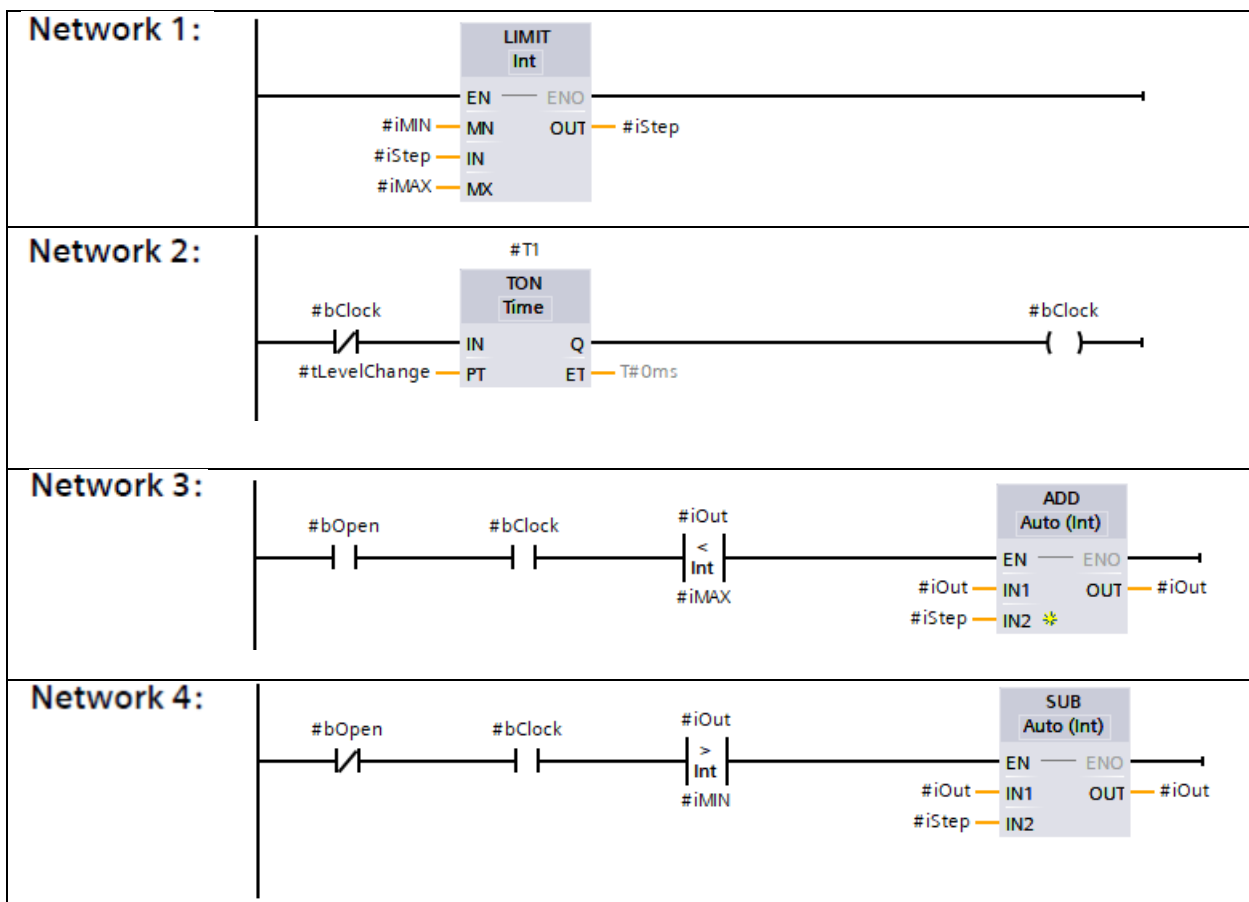 Network 1:
LIMIT
Int
EN ENO
#iMIN MN OUT #iStep
#iStep IN
#iMAX MX
Network 2:
#T1
TON
Time
#bClock #bClock
IN Q
#tLevelChange PT ET T#0ms
Network 3:
ADD
Auto (Int)
#bOpen #bClock #iOut
<
Int
#iMAX
EN ENO
#iOut IN1 OUT #iOut
#iStep IN2
Network 4:
SUB
Auto (Int)
#bOpen #bClock #iOut
>
Int
#iMIN
EN ENO
#iOut IN1 OUT #iOut
#iStep IN2